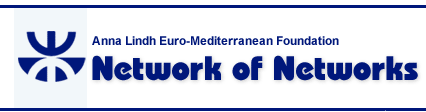 Anna Lindh Euro-Mediterranean Foundation
Network of Networks